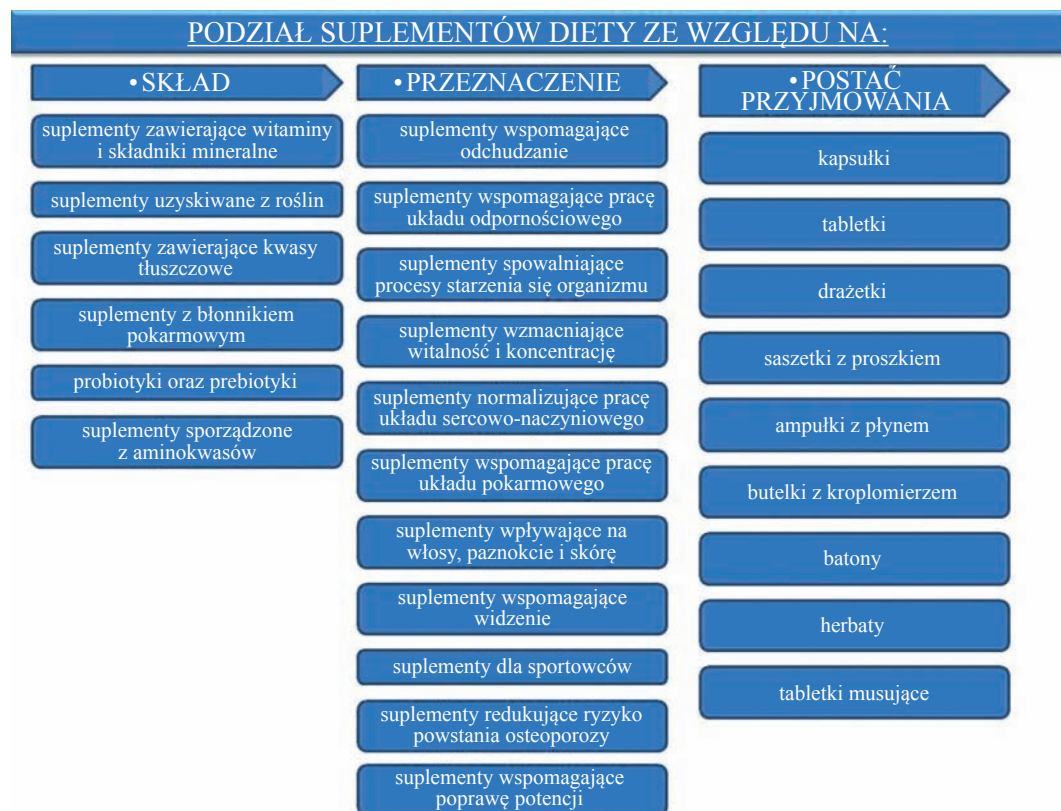 PODZIAŁ SUPLEMENTÓW DIETY ZE WZGLĘDU NA:
•SKŁAD
suplementy zawierające witaminy
i składniki mineralne
suplementy uzyskiwane z roślin
suplementy zawierające kwasy
tłuszczowe
suplementy z błonnikiem
pokarmowym
probiotyki oraz prebiotyki
suplementy sporządzone
z aminokwasów
•PRZEZNACZENIE
suplementy wspomagające
odchudzanie
suplementy wspomagające pracę
układu odpornościowego
suplementy spowalniające
procesy starzenia się organizmu
suplementy wzmacniające
witalność i koncentrację
suplementy normalizujące pracę
układu sercowo-naczyniowego
suplementy wspomagające pracę
układu pokarmowego
suplementy wpływające na
włosy, paznokcie i skórę
suplementy wspomagające
widzenie
suplementy dla sportowców
suplementy redukujące ryzyko
powstania osteoporozy
suplementy wspomagające
poprawę potencji
•POSTAĆ
PRZYJMOWANIA
kapsułki
tabletki
drażetki
saszetki z proszkiem
ampułki z płynem
butelki z kroplomierzem
batony
herbaty
tabletki musujące